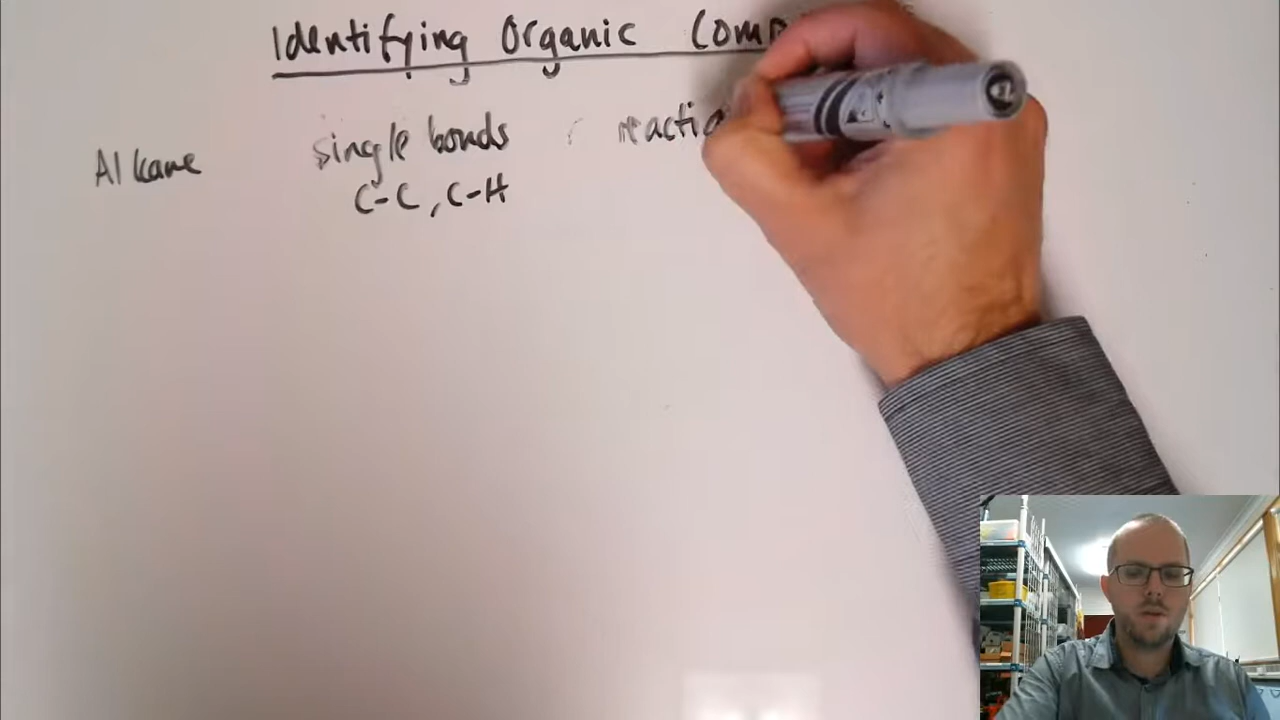 Identifying Organic Comp
Alkane single bonds reactio
C-C, C-H